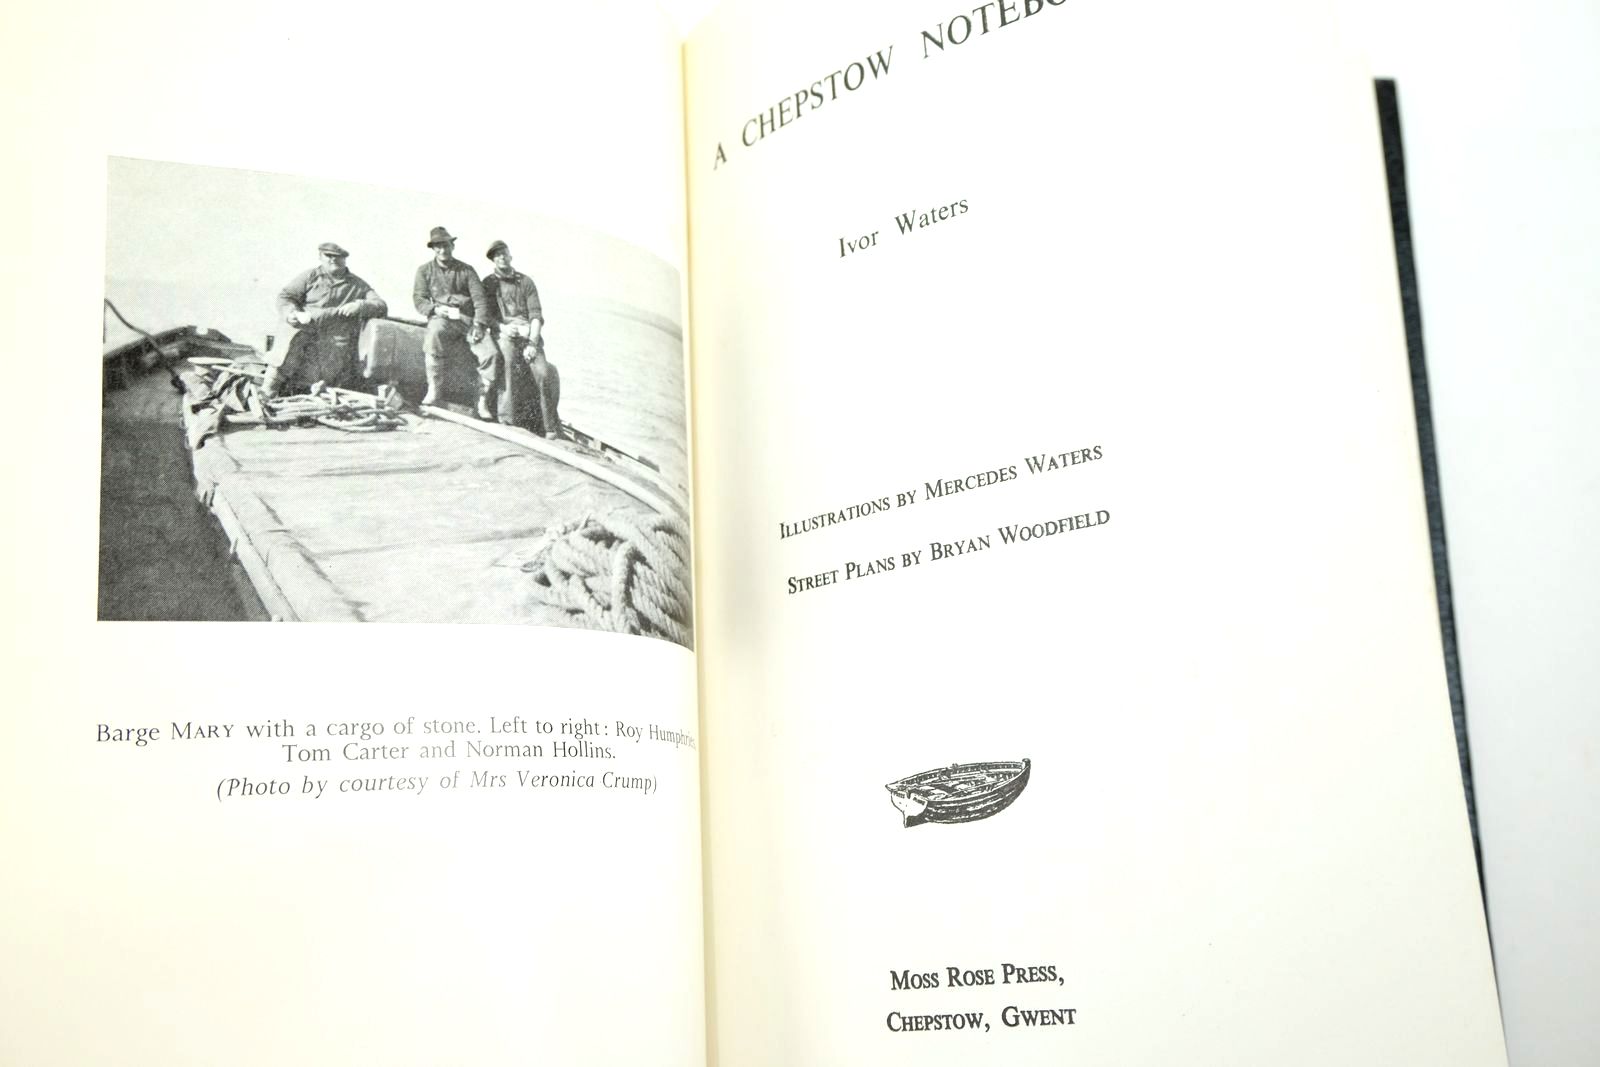 Barge MARY with a cargo of stone. Left to right: Roy Humphries,
Tom Carter and Norman Hollins.
(Photo by courtesy of Mrs Veronica Crump)
A CHEPSTOW
Ivor Waters
ILLUSTRATIONS BY MERCEDES WATERS
STREET PLANS BY BRYAN WOODFIELD
MOSS ROSE PRESS,
CHEPSTOW, GWENT